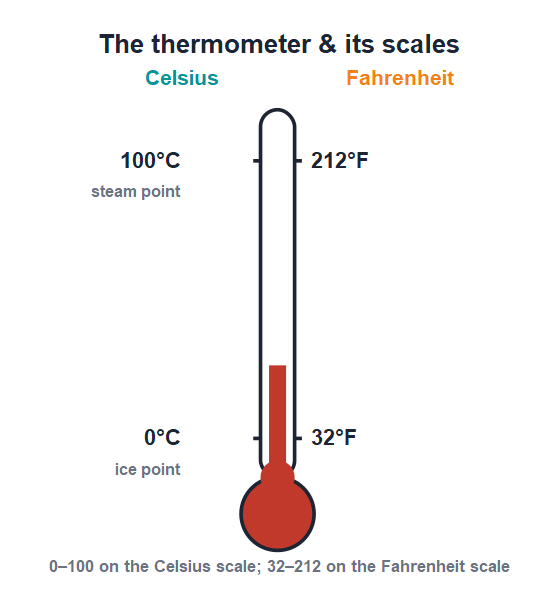 The thermometer & its scales
Celsius Fahrenheit
100°C 212°F
steam point
0°C 32°F
ice point
0–100 on the Celsius scale; 32–212 on the Fahrenheit scale